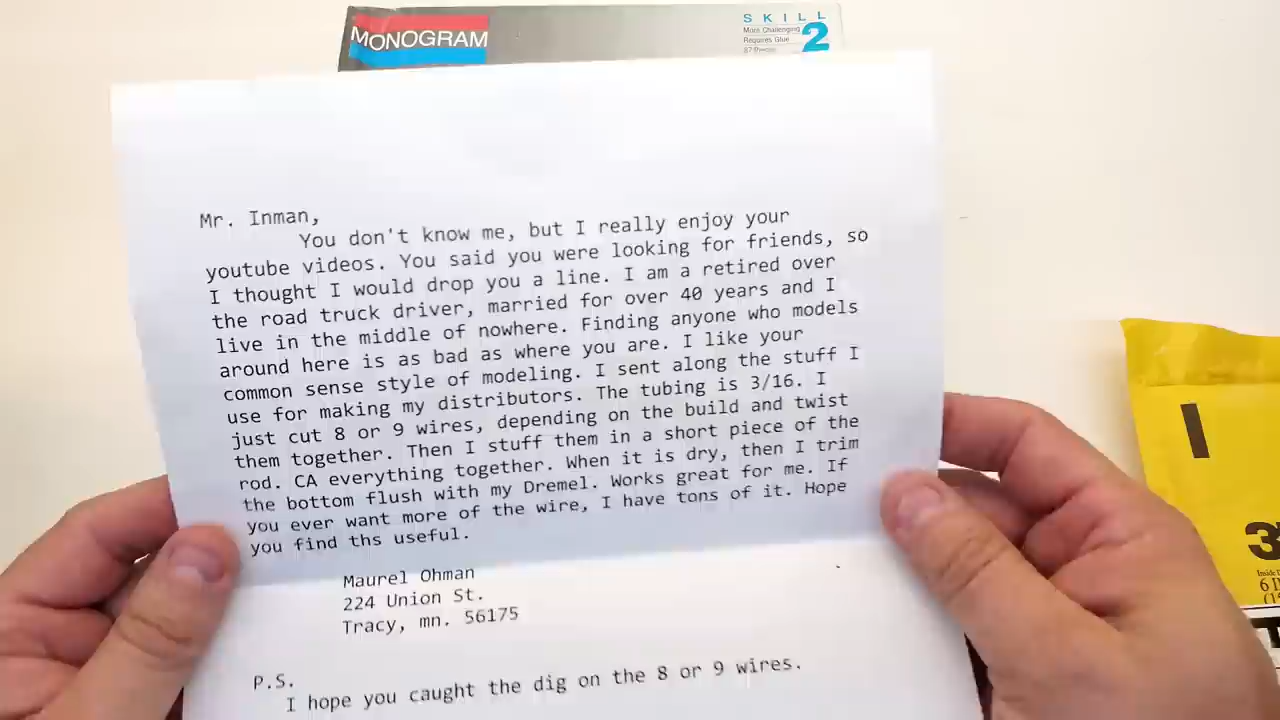 MONOGRAM
SKILL
More Challenging
Requires Glue
2
Mr. Inman,
You don't know me, but I really enjoy your
youtube videos. You said you were looking for friends, so
I thought I would drop you a line. I am a retired over
the road truck driver, married for over 40 years and I
live in the middle of nowhere. Finding anyone who models
around here is as bad as where you are. I like your
common sense style of modeling. I sent along the stuff I
use for making my distributors. The tubing is 3/16. I
just cut 8 or 9 wires, depending on the build and twist
them together. Then I stuff them in a short piece of the
rod. CA everything together. When it is dry, then I trim
the bottom flush with my Dremel. Works great for me. If
you ever want more of the wire, I have tons of it. Hope
you find ths useful.
Maurel Ohman
224 Union St.
Tracy, mn. 56175
P.S.
I hope you caught the dig on the 8 or 9 wires.